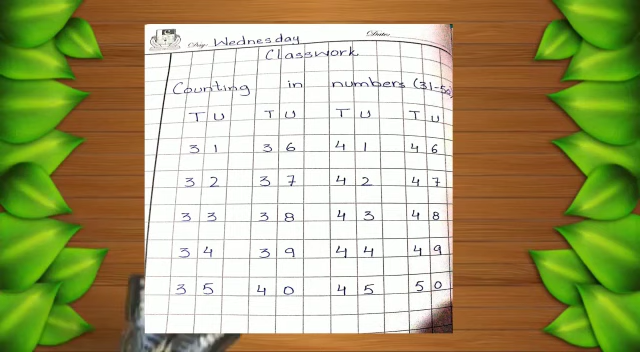 Day: Wednesday Date:
Classwork
Counting in numbers (31-50)
T U T U T U T U
3 1 3 6 4 1 4 6
3 2 3 7 4 2 4 7
3 3 3 8 4 3 4 8
3 4 3 9 4 4 4 9
3 5 4 0 4 5 5 0